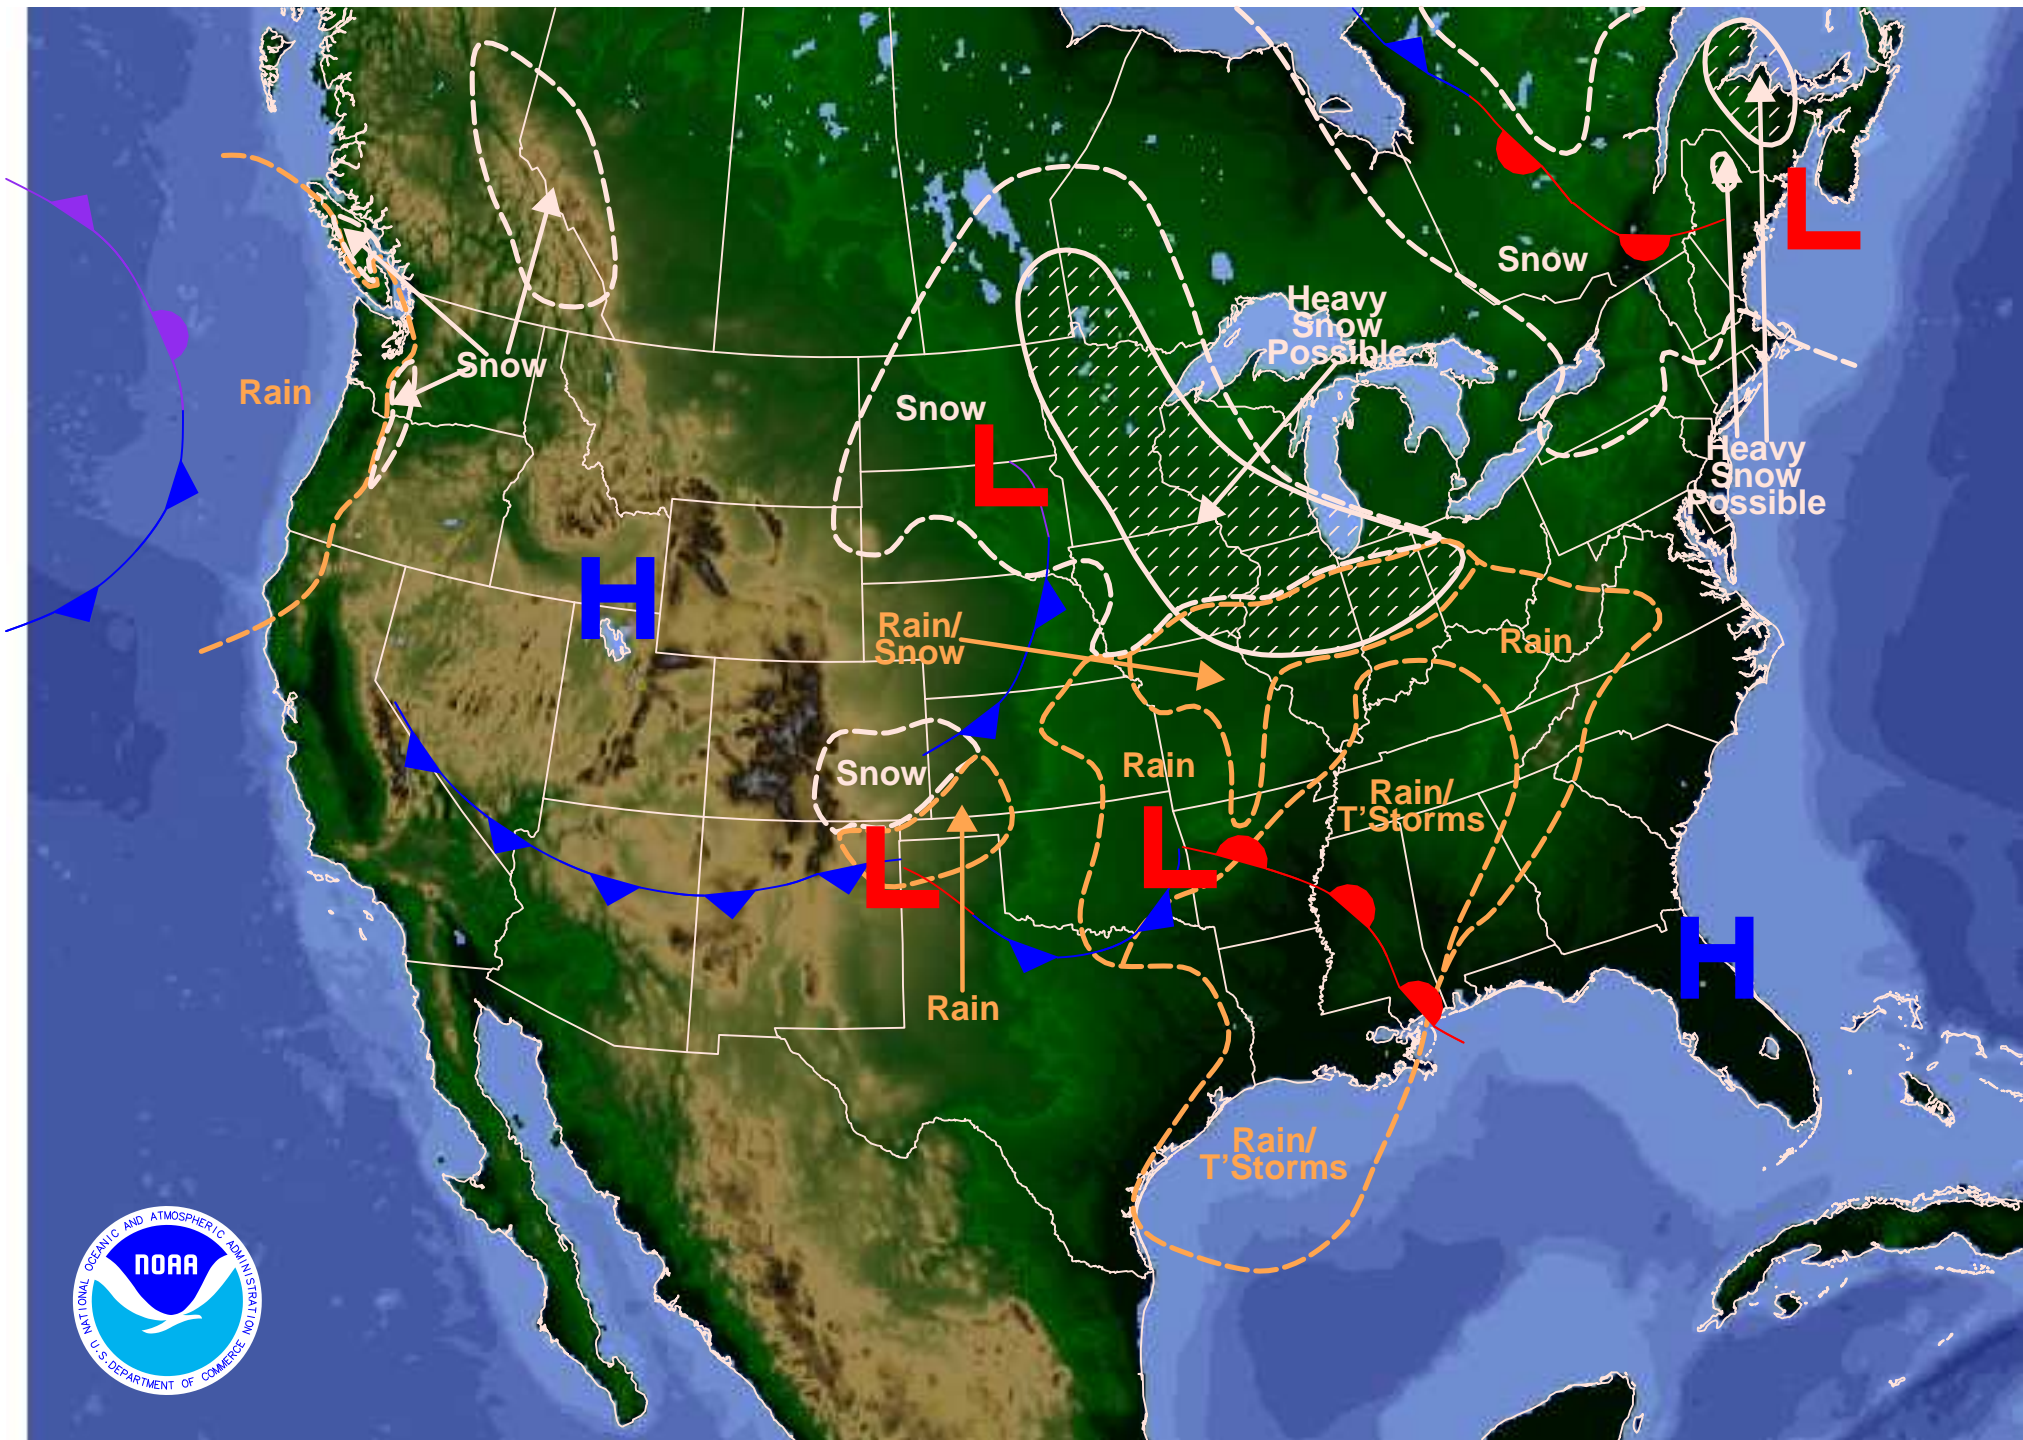 Snow
Heavy
Snow
Possible
Snow
Rain
Snow
L
L
Heavy
Snow
Possible
H
Rain/
Snow
Rain
Snow
Rain
Rain/
T'Storms
L
L
H
Rain
Rain/
T'Storms
NATIONAL OCEANIC AND ATMOSPHERIC ADMINISTRATION
NOAA
U.S. DEPARTMENT OF COMMERCE